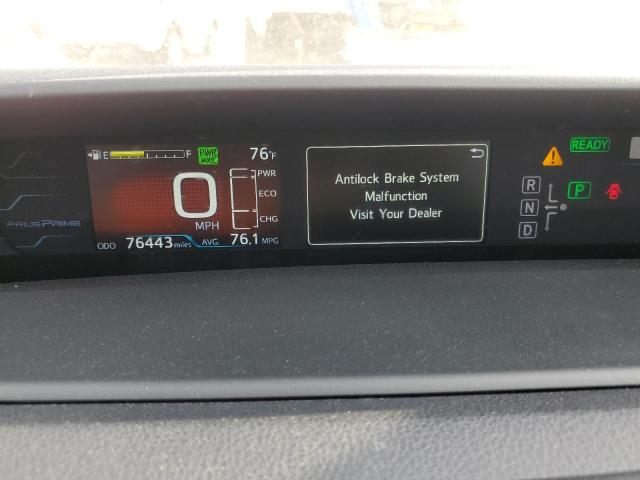 E F PWR MODE 76°F
0
MPH
PWR
ECO
CHG
PRIUS PRIME
ODO 76443 miles AVG. 76.1 MPG
Antilock Brake System
Malfunction
Visit Your Dealer
READY
R
N
D
P